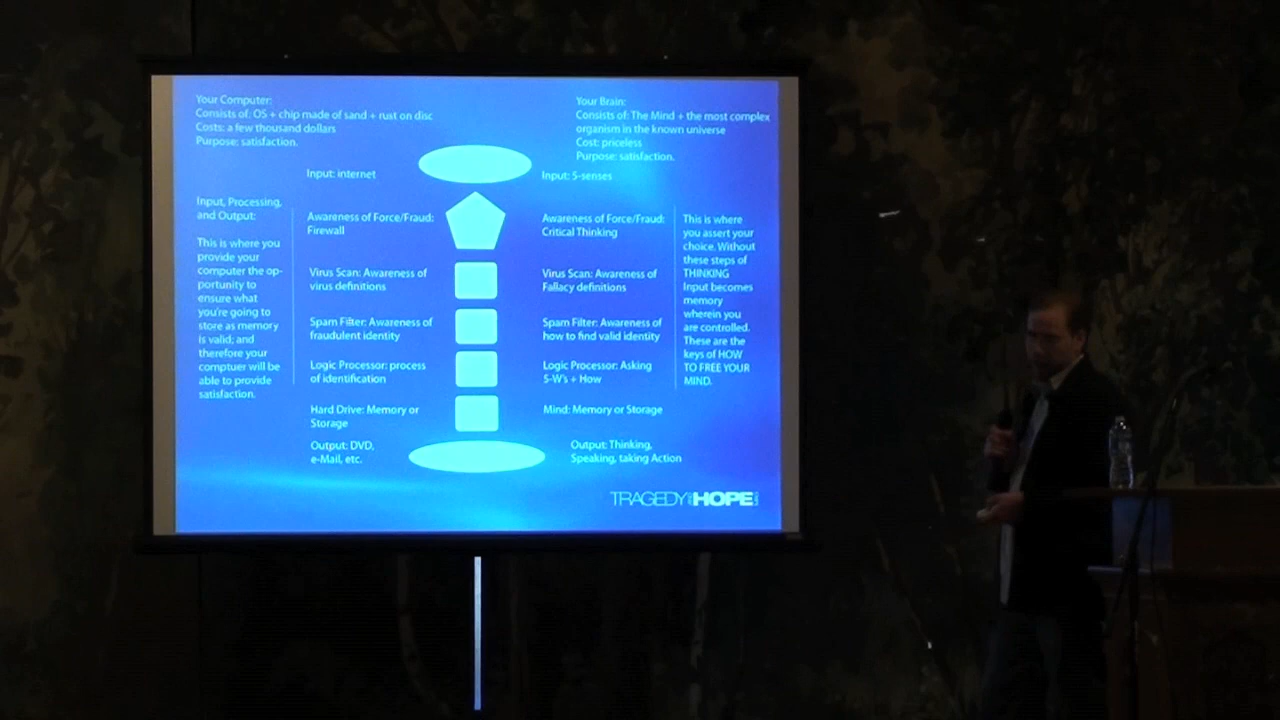 Your Computer:
Consists of: OS + chip made of sand + rust on disc
Costs: a few thousand dollars
Purpose: satisfaction.
Your Brain:
Consists of: The Mind + the most complex
organism in the known universe
Cost: priceless
Purpose: satisfaction.
Input: internet
Input: 5-senses
Input, Processing,
and Output:
This is where you
provide your
computer the op-
portunity to
ensure what
you're going to
store as memory
is valid; and
therefore your
comptuer will be
able to provide
satisfaction.
Awareness of Force/Fraud:
Firewall
Virus Scan: Awareness of
virus definitions
Spam Filter: Awareness of
fraudulent identity
Logic Processor: process
of identification
Hard Drive: Memory or
Storage
Output: DVD,
e-Mail, etc.
Awareness of Force/Fraud:
Critical Thinking
Virus Scan: Awareness of
Fallacy definitions
Spam Filter: Awareness of
how to find valid identity
Logic Processor: Asking
5-W's + How
Mind: Memory or Storage
Output: Thinking,
Speaking, taking Action
This is where
you assert your
choice. Without
these steps of
THINKING
Input becomes
memory
wherein you
are controlled.
These are the
keys of HOW
TO FREE YOUR
MIND.
TRAGEDY HOPE